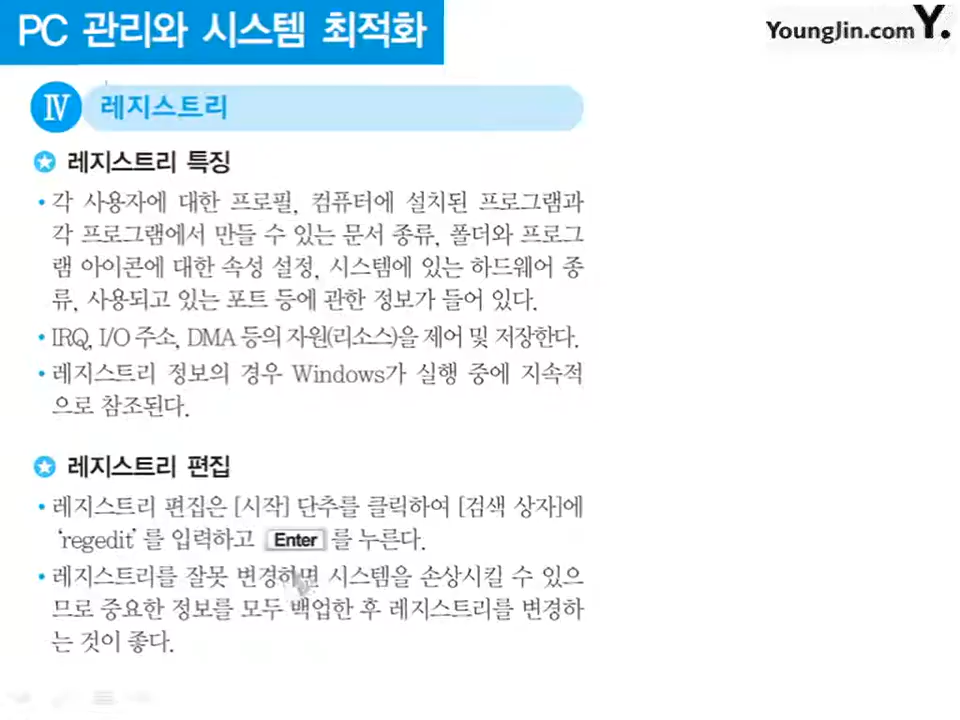 PC 관리와 시스템 최적화
YoungJin.com Y.
Ⅳ 레지스트리
레지스트리 특징
• 각 사용자에 대한 프로필, 컴퓨터에 설치된 프로그램과
각 프로그램에서 만들 수 있는 문서 종류, 폴더와 프로그
램 아이콘에 대한 속성 설정, 시스템에 있는 하드웨어 종
류, 사용되고 있는 포트 등에 관한 정보가 들어 있다.
• IRQ, I/O 주소, DMA 등의 자원(리소스)을 제어 및 저장한다.
• 레지스트리 정보의 경우 Windows가 실행 중에 지속적
으로 참조된다.
레지스트리 편집
• 레지스트리 편집은 [시작] 단추를 클릭하여 [검색 상자]에
‘regedit’를 입력하고 Enter 를 누른다.
• 레지스트리를 잘못 변경하면 시스템을 손상시킬 수 있으
므로 중요한 정보를 모두 백업한 후 레지스트리를 변경하
는 것이 좋다.